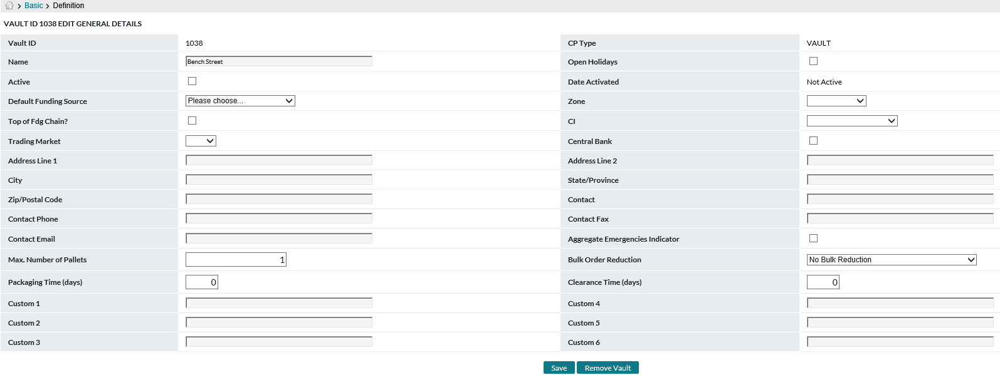 Basic > Definition
VAULT ID 1038 EDIT GENERAL DETAILS
Vault ID 1038 CP Type VAULT
Name Bench Street Open Holidays
Active Date Activated Not Active
Default Funding Source Please choose... Zone
Top of Fdg Chain? CI
Trading Market Central Bank
Address Line 1 Address Line 2
City State/Province
Zip/Postal Code Contact
Contact Phone Contact Fax
Contact Email Aggregate Emergencies Indicator
Max. Number of Pallets 1 Bulk Order Reduction No Bulk Reduction
Packaging Time (days) 0 Clearance Time (days) 0
Custom 1 Custom 4
Custom 2 Custom 5
Custom 3 Custom 6
Save Remove Vault